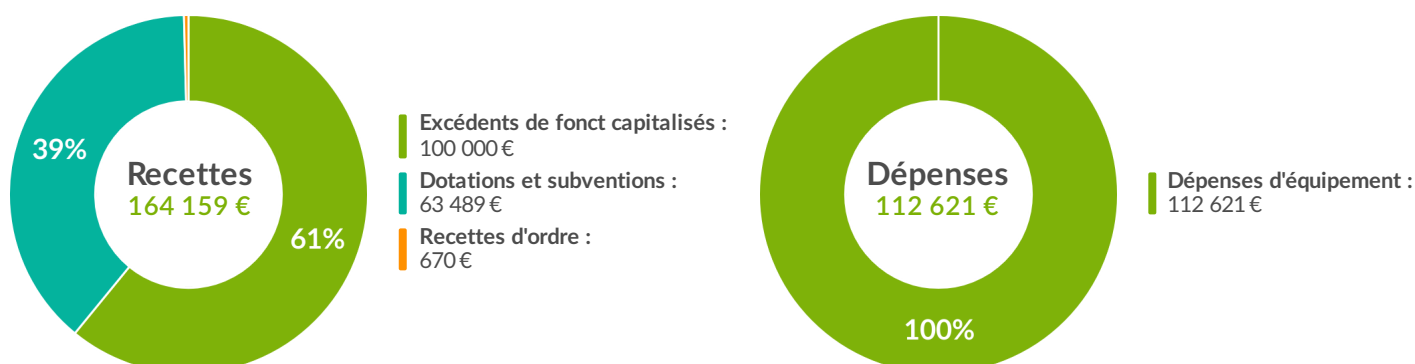 39%
Recettes
164 159 €
61%
Excédents de fonct capitalisés :
100 000 €
Dotations et subventions :
63 489 €
Recettes d'ordre :
670 €
Dépenses
112 621 €
100%
Dépenses d'équipement :
112 621 €